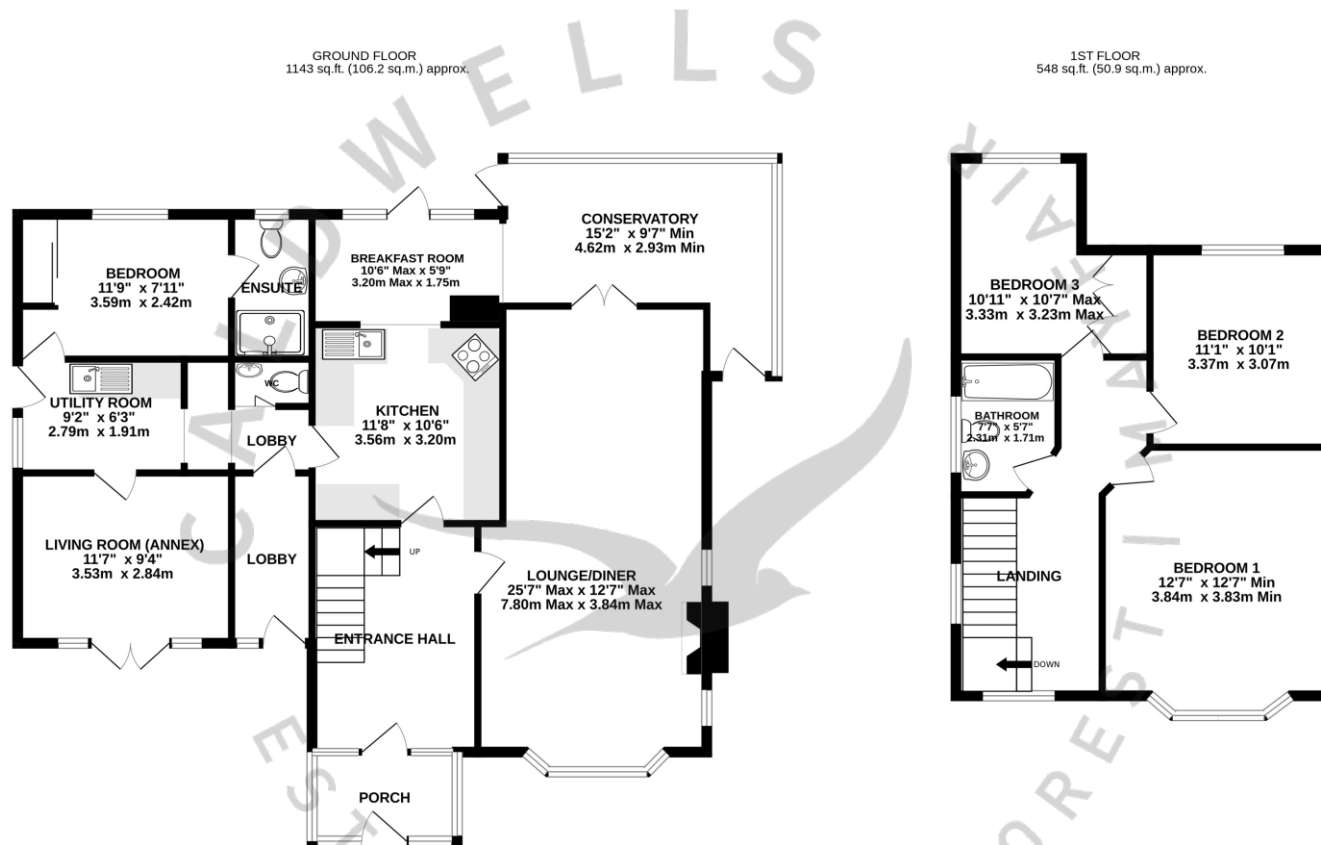 GROUND FLOOR
1143 sq.ft. (106.2 sq.m.) approx.
1ST FLOOR
548 sq.ft. (50.9 sq.m.) approx.
CALDWELLS
CONSERVATORY
15'2" x 9'7" Min
4.62m x 2.93m Min
BREAKFAST ROOM
10'6" Max x 5'9"
3.20m Max x 1.75m
BEDROOM
11'9" x 7'11"
3.59m x 2.42m
ENSUITE
WC
UTILITY ROOM
9'2" x 6'3"
2.79m x 1.91m
LOBBY
KITCHEN
11'8" x 10'6"
3.56m x 3.20m
LIVING ROOM (ANNEX)
11'7" x 9'4"
3.53m x 2.84m
LOBBY
UP
ENTRANCE HALL
LOUNGE/DINER
25'7" Max x 12'7" Max
7.80m Max x 3.84m Max
PORCH
BEDROOM 3
10'11" x 10'7" Max
3.33m x 3.23m Max
BEDROOM 2
11'1" x 10'1"
3.37m x 3.07m
BATHROOM
7'7" x 5'7"
2.31m x 1.71m
LANDING
DOWN
BEDROOM 1
12'7" x 12'7" Min
3.84m x 3.83m Min
EST